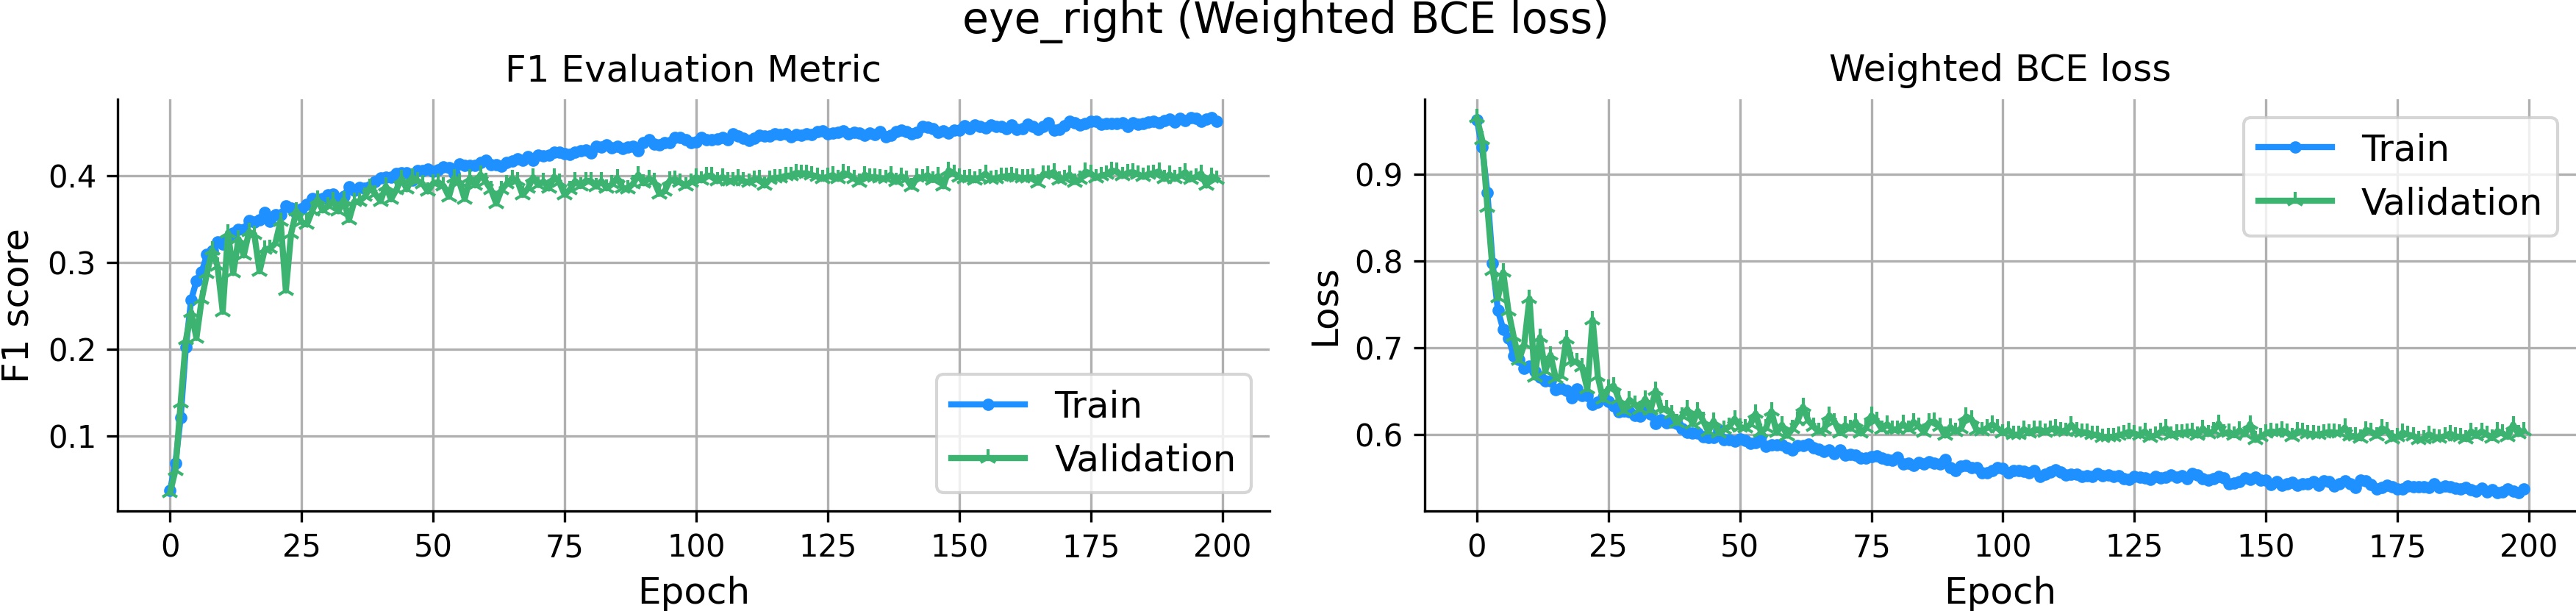 eye_right (Weighted BCE loss)
F1 Evaluation Metric
F1 score
0.4
0.3
0.2
0.1
Train
Validation
0 25 50 75 100 125 150 175 200
Epoch
Weighted BCE loss
Loss
0.9
0.8
0.7
0.6
Train
Validation
0 25 50 75 100 125 150 175 200
Epoch